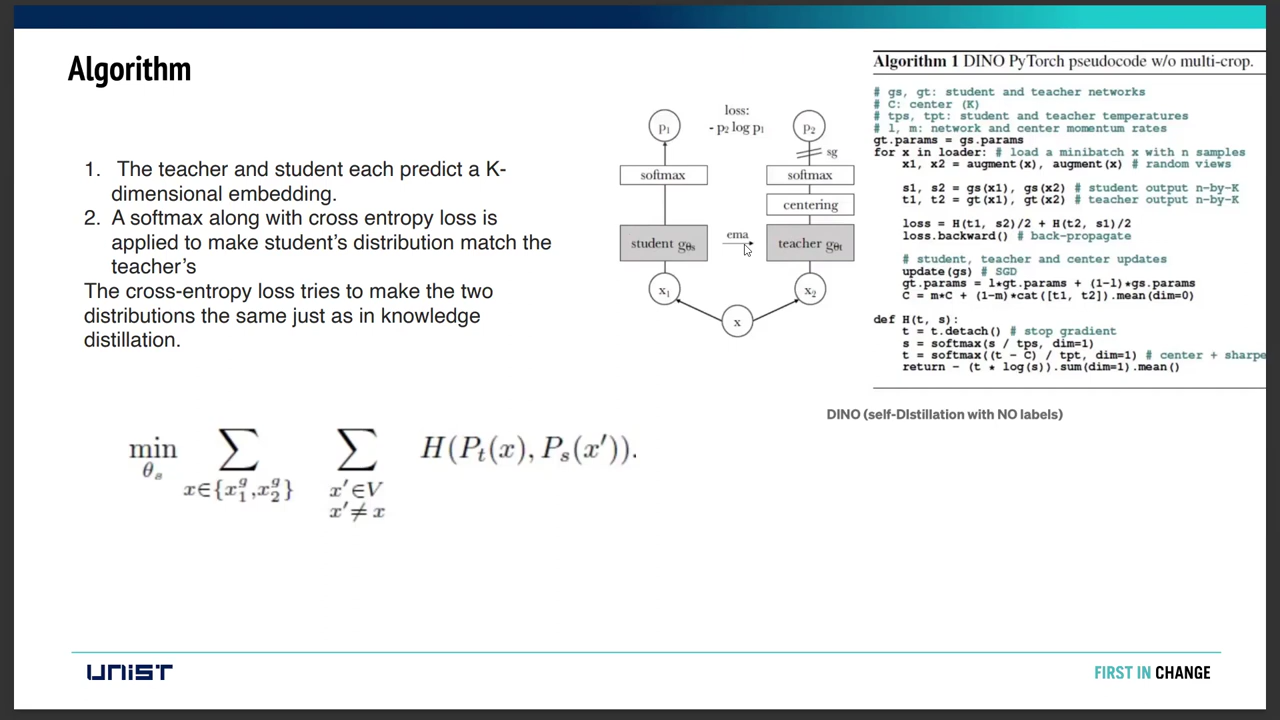 Algorithm
1. The teacher and student each predict a K-
dimensional embedding.
2. A softmax along with cross entropy loss is
applied to make student's distribution match the
teacher's
The cross-entropy loss tries to make the two
distributions the same just as in knowledge
distillation.
min
θs
∑
x∈{x₁ᵍ,x₂ᵍ}
∑
x'∈V
x'≠x
H(Pt(x), Ps(x')).
loss:
- p₂ log p₁
p₁
p₂
sg
softmax
softmax
centering
ema
student gθs
teacher gθt
x₁
x₂
x
Algorithm 1 DINO PyTorch pseudocode w/o multi-crop.
# gs, gt: student and teacher networks
# C: center (K)
# tps, tpt: student and teacher temperatures
# l, m: network and center momentum rates
gt.params = gs.params
for x in loader: # load a minibatch x with n samples
x1, x2 = augment(x), augment(x) # random views
s1, s2 = gs(x1), gs(x2) # student output n-by-K
t1, t2 = gt(x1), gt(x2) # teacher output n-by-K
loss = H(t1, s2)/2 + H(t2, s1)/2
loss.backward() # back-propagate
# student, teacher and center updates
update(gs) # SGD
gt.params = l*gt.params + (1-l)*gs.params
C = m*C + (1-m)*cat([t1, t2]).mean(dim=0)
def H(t, s):
t = t.detach() # stop gradient
s = softmax(s / tps, dim=1)
t = softmax((t - C) / tpt, dim=1) # center + sharpe
return - (t * log(s)).sum(dim=1).mean()
DINO (self-DIstillation with NO labels)
UNIST
FIRST IN CHANGE